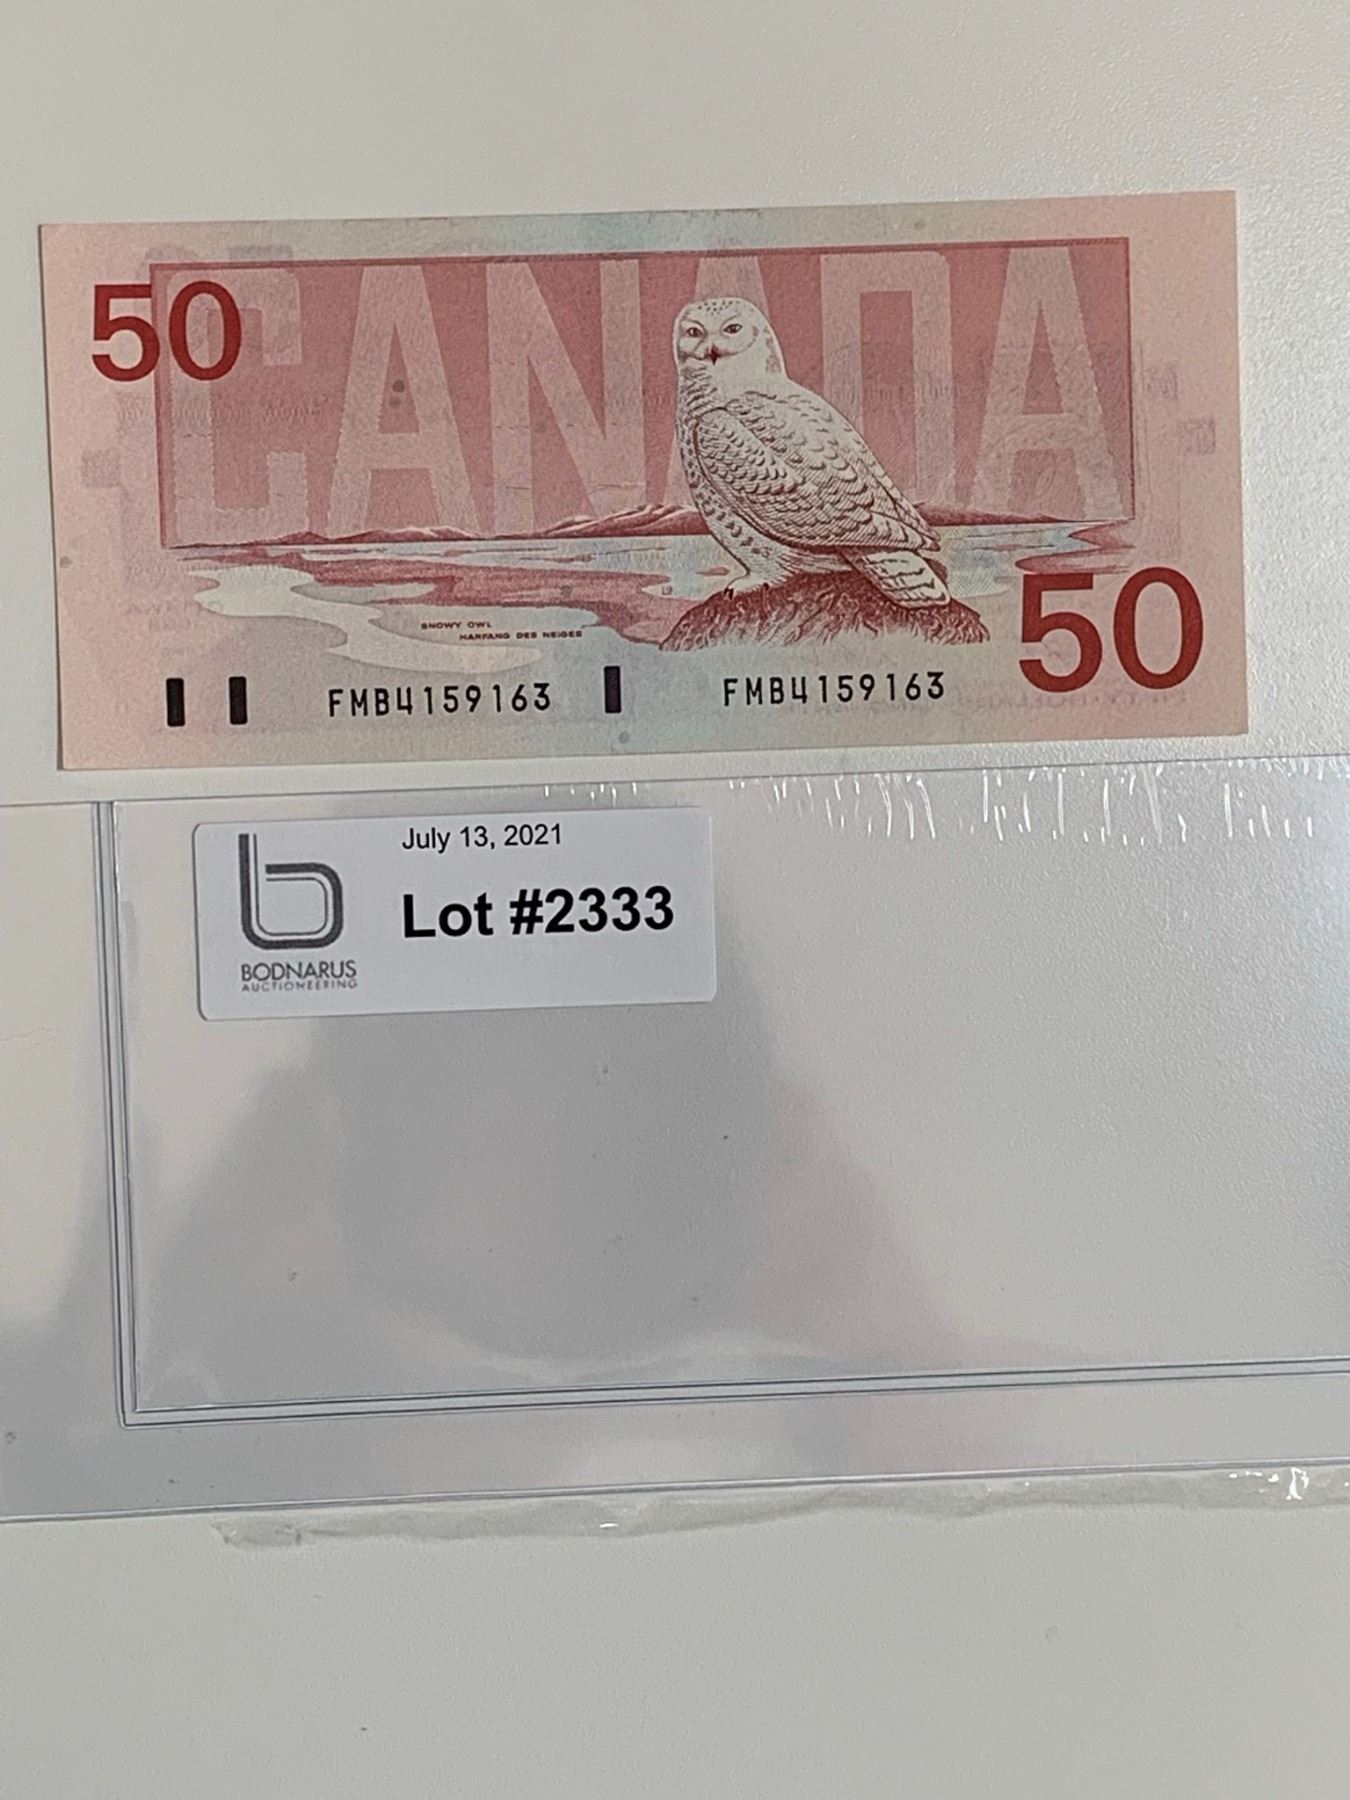 CANADA
50
SNOWY OWL
HARFANG DES NEIGES
50
FMB4159163 FMB4159163
July 13, 2021
Lot #2333
b
BODNARUS
AUCTIONEERING